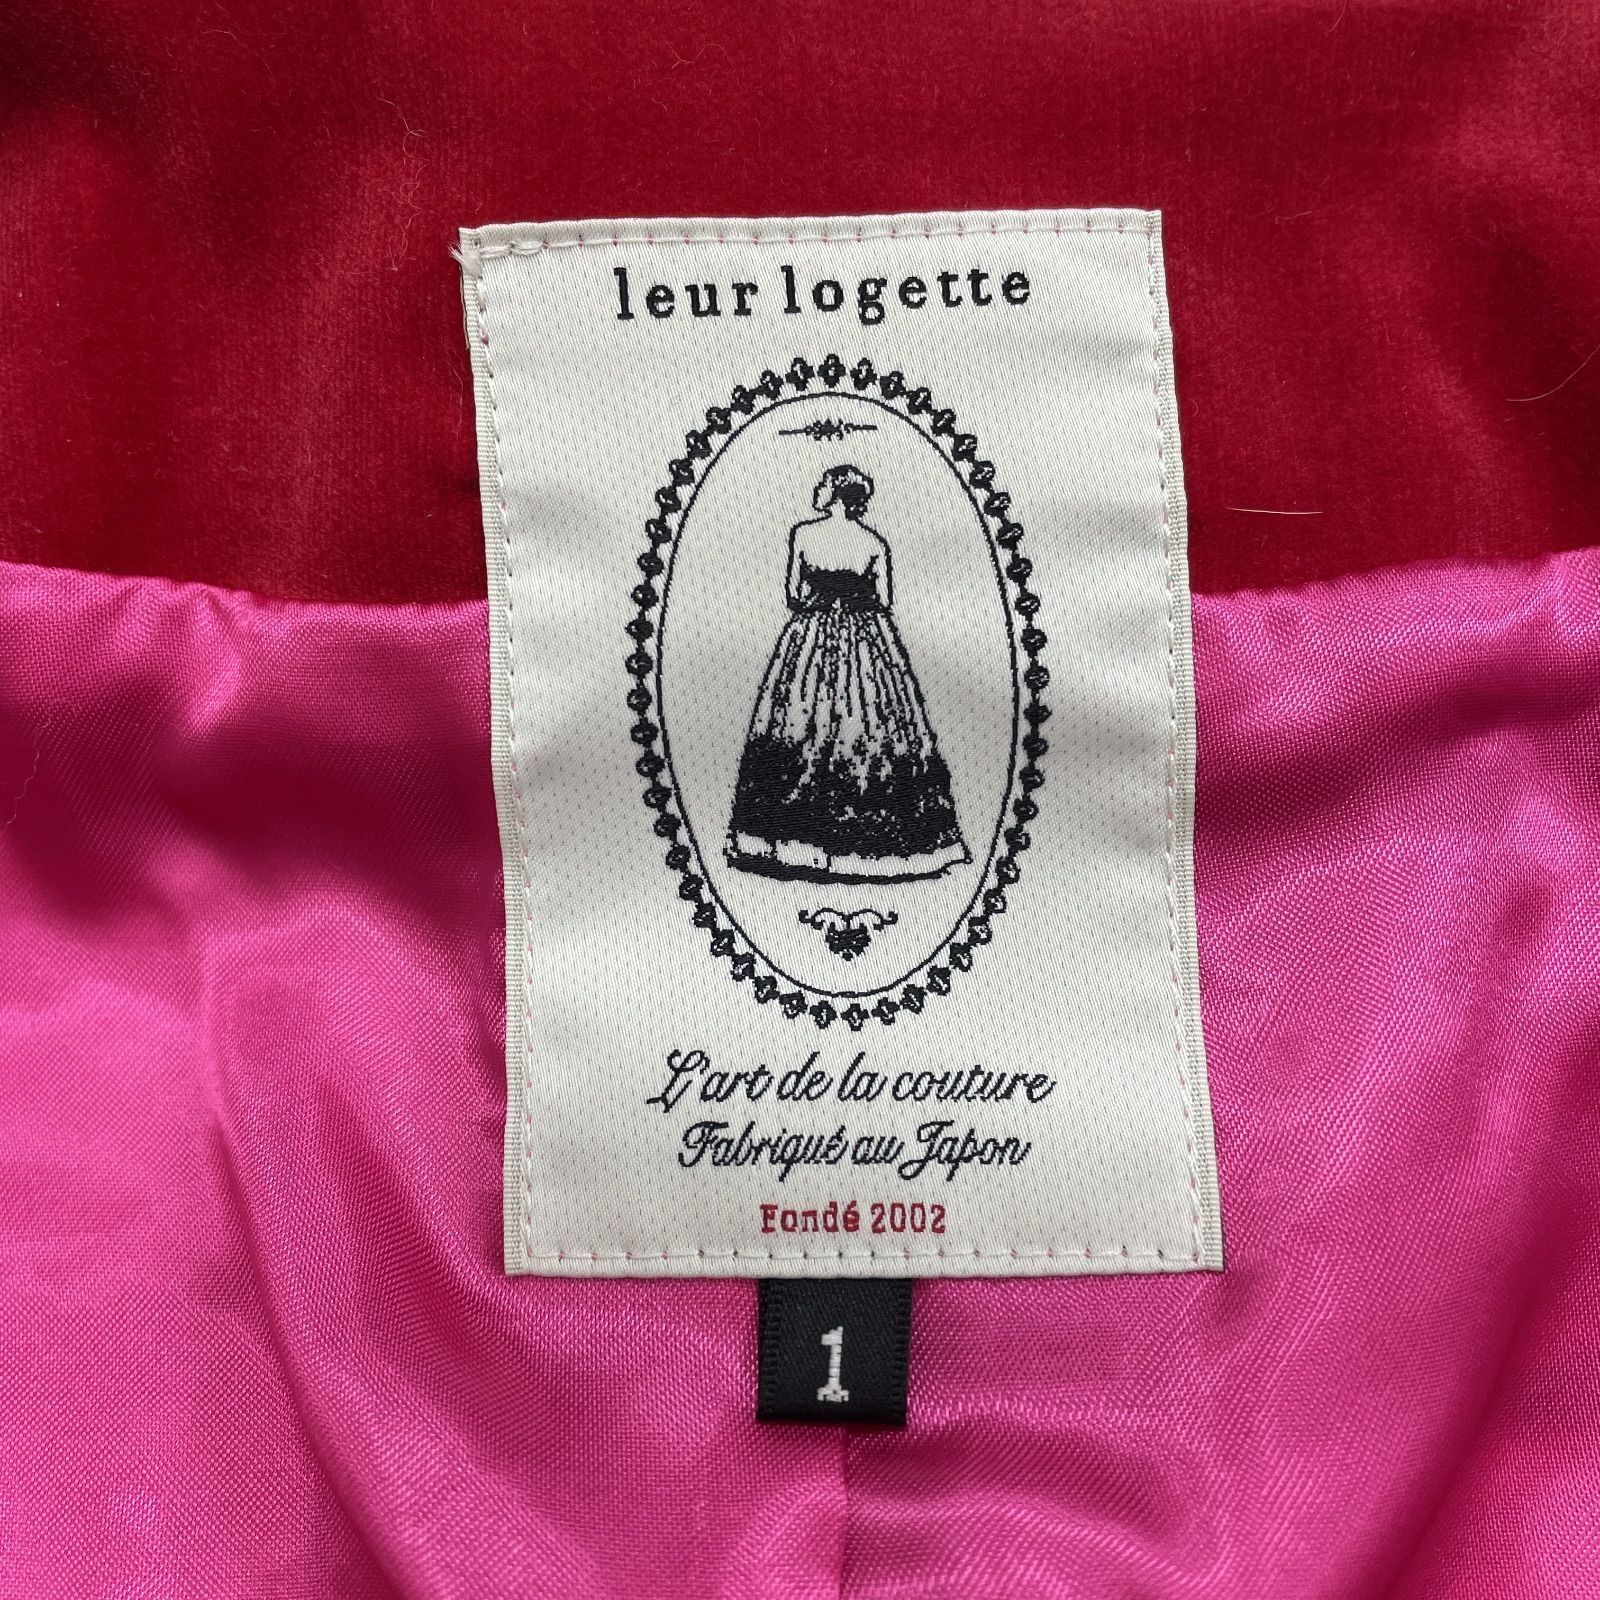 leur logette
L'art de la couture
Fabriqué au Japon
Fondé 2002
1